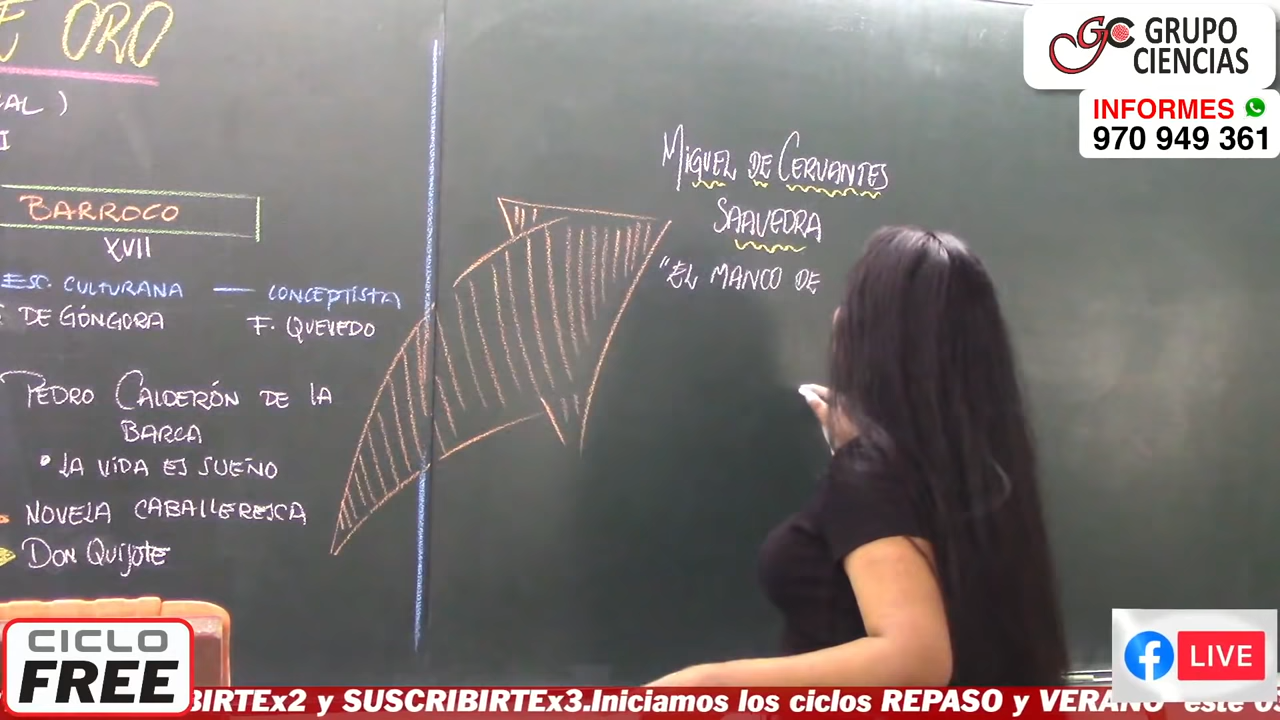 E ORO
CAL )
I
BARROCO
XVII
ESC. CULTURANA — CONCEPTISTA
DE GÓNGORA F. QUEVEDO
PEDRO CALDERÓN DE LA
BARCA
• LA VIDA ES SUEÑO
NOVELA CABALLERESCA
DON QUIJOTE
MIGUEL DE CERVANTES
SAAVEDRA
"EL MANCO DE
GC GRUPO
CIENCIAS
INFORMES
970 949 361
CICLO
FREE
LIVE
BIRTEx2 y SUSCRIBIRTEx3.Iniciamos los ciclos REPASO y VERANO este